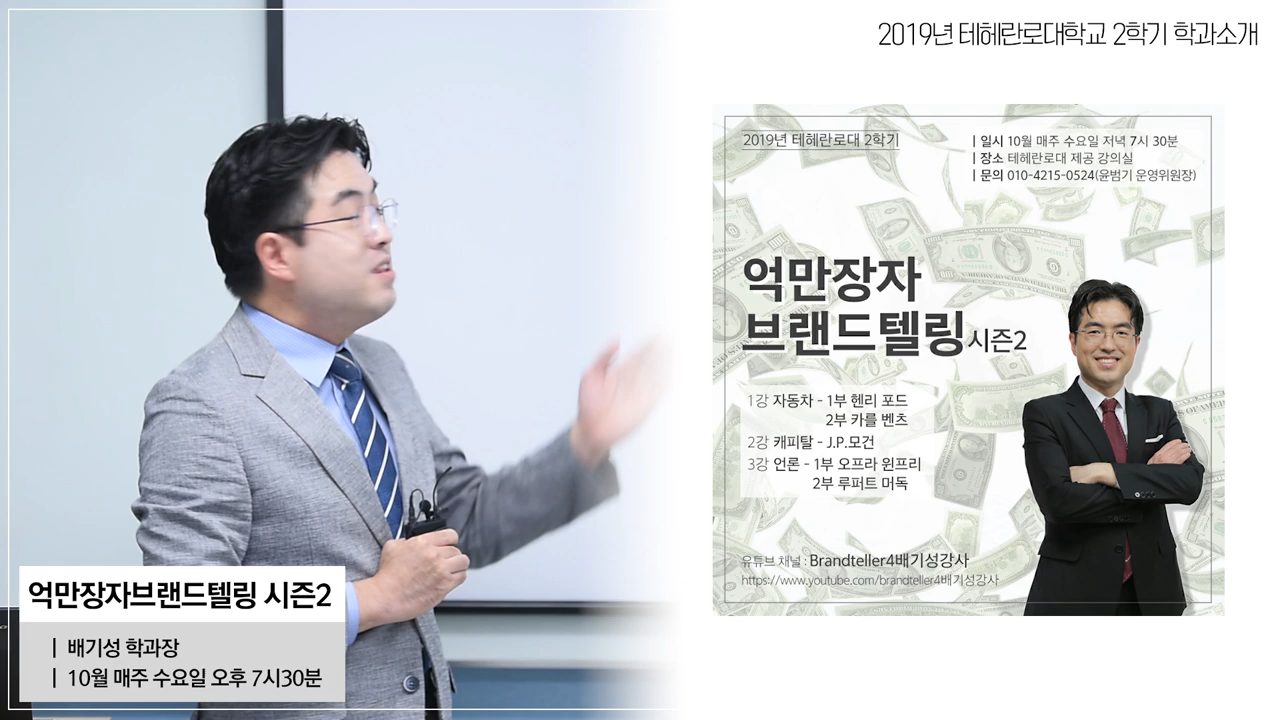 2019년 테헤란로대학교 2학기 학과소개
2019년 테헤란로대 2학기
| 일시 10월 매주 수요일 저녁 7시 30분
| 장소 테헤란로대 제공 강의실
| 문의 010-4215-0524(윤범기 운영위원장)
억만장자
브랜드텔링시즌2
1강 자동차 - 1부 헨리 포드
2부 카를 벤츠
2강 캐피탈 - J.P.모건
3강 언론 - 1부 오프라 윈프리
2부 루퍼트 머독
유튜브 채널 : Brandteller4배기성강사
https://www.youtube.com/brandteller4배기성강사
억만장자브랜드텔링 시즌2
| 배기성 학과장
| 10월 매주 수요일 오후 7시30분